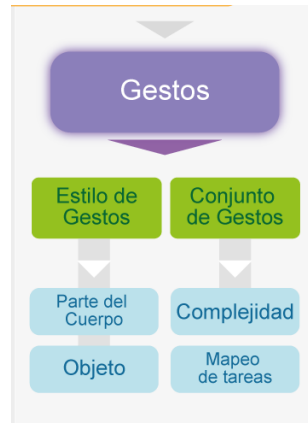 Gestos
Estilo de
Gestos
Conjunto
de Gestos
Parte del
Cuerpo
Complejidad
Objeto
Mapeo
de tareas